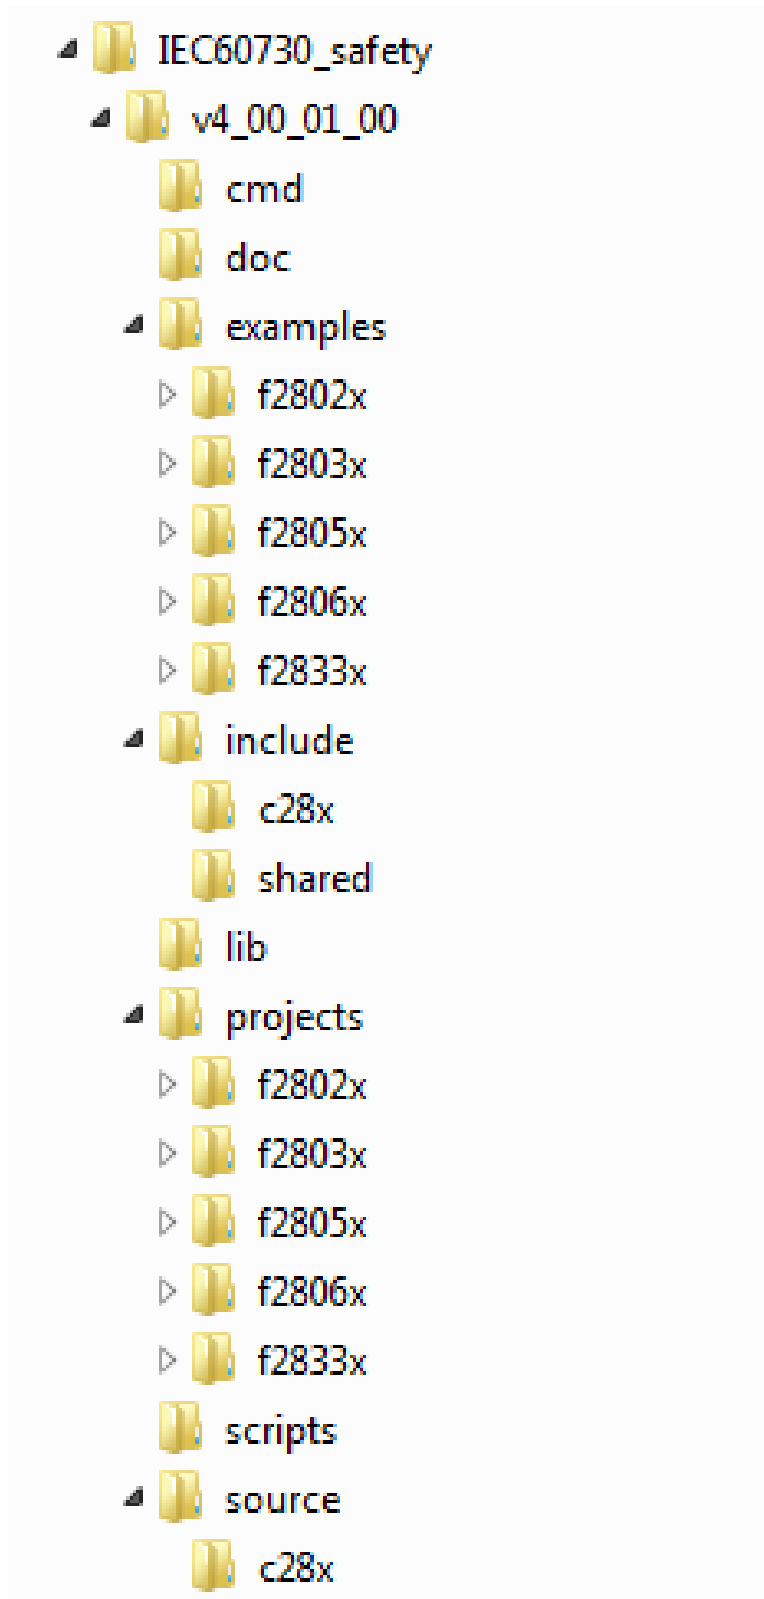 IEC60730_safety
v4_00_01_00
cmd
doc
examples
f2802x
f2803x
f2805x
f2806x
f2833x
include
c28x
shared
lib
projects
f2802x
f2803x
f2805x
f2806x
f2833x
scripts
source
c28x